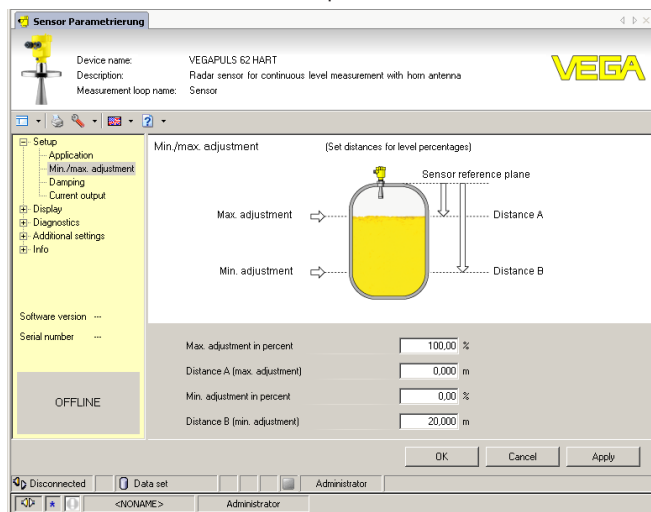 Sensor Parametrierung
Device name: VEGAPULS 62 HART
Description: Radar sensor for continuous level measurement with horn antenna
Measurement loop name: Sensor
VEGA
Setup
Application
Min./max. adjustment
Damping
Current output
Display
Diagnostics
Additional settings
Info
Software version ---
Serial number ---
OFFLINE
Min./max. adjustment (Set distances for level percentages)
Sensor reference plane
Max. adjustment Distance A
Min. adjustment Distance B
Max. adjustment in percent 100,00 %
Distance A (max. adjustment) 0,000 m
Min. adjustment in percent 0,00 %
Distance B (min. adjustment) 20,000 m
OK Cancel Apply
Disconnected Data set Administrator
<NONAME> Administrator